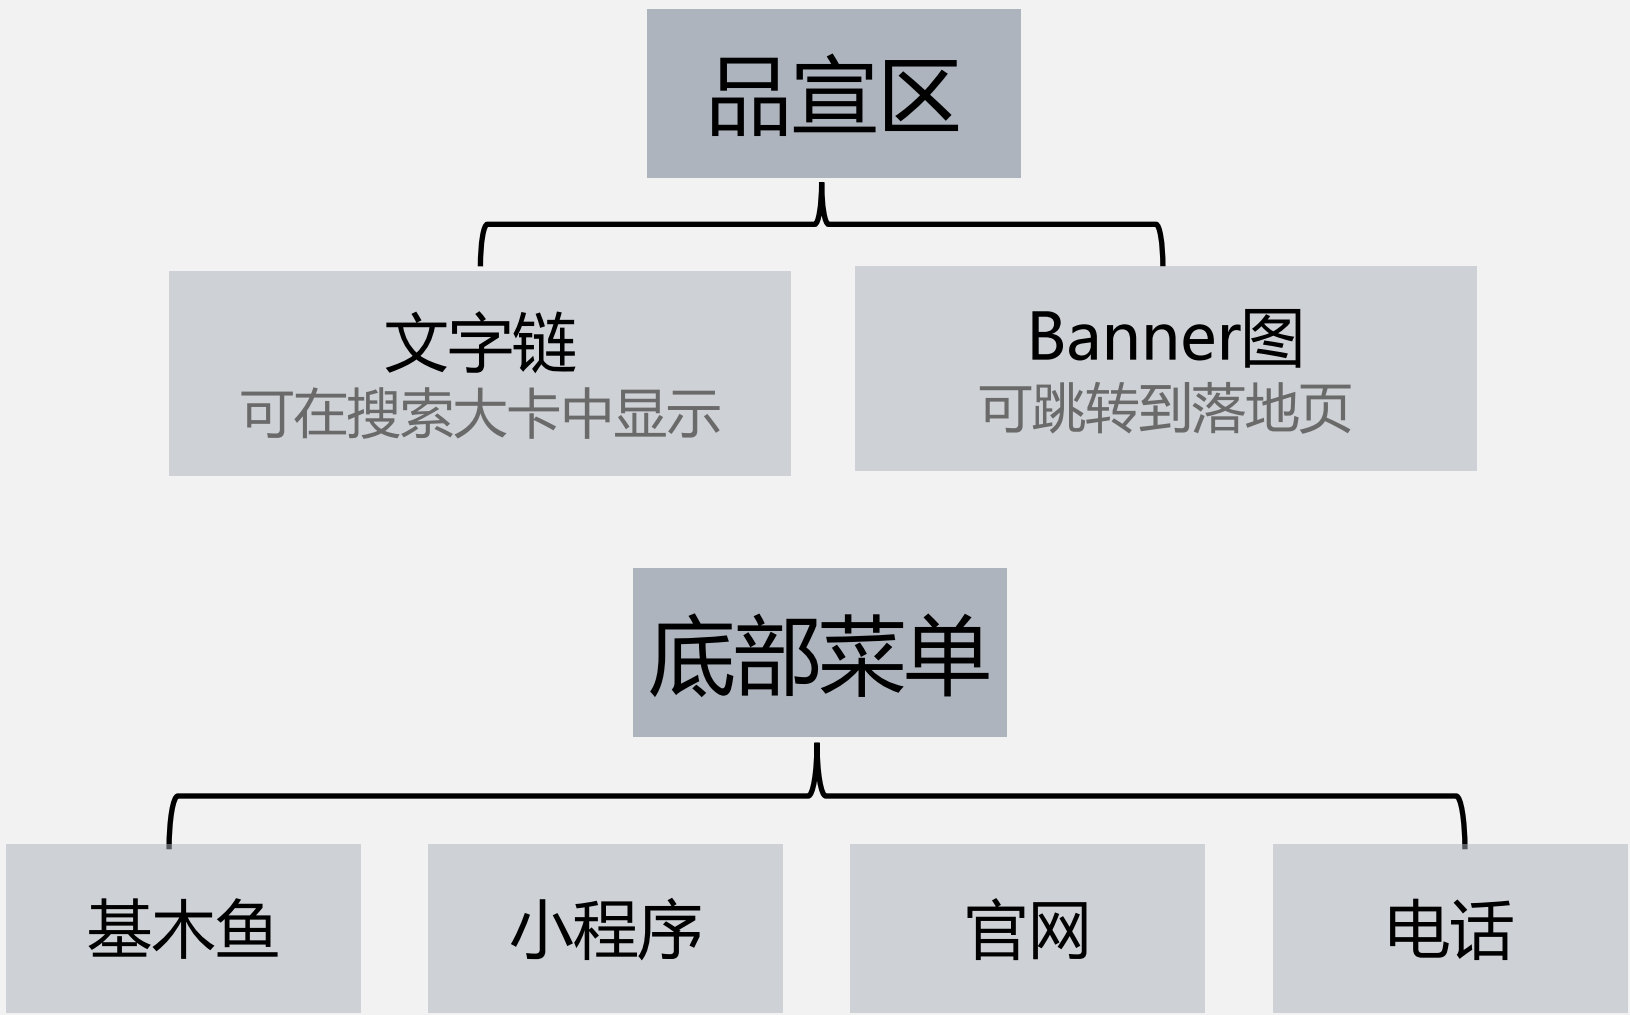 品宣区
文字链
可在搜索大卡中显示
Banner图
可跳转到落地页
底部菜单
基木鱼
小程序
官网
电话